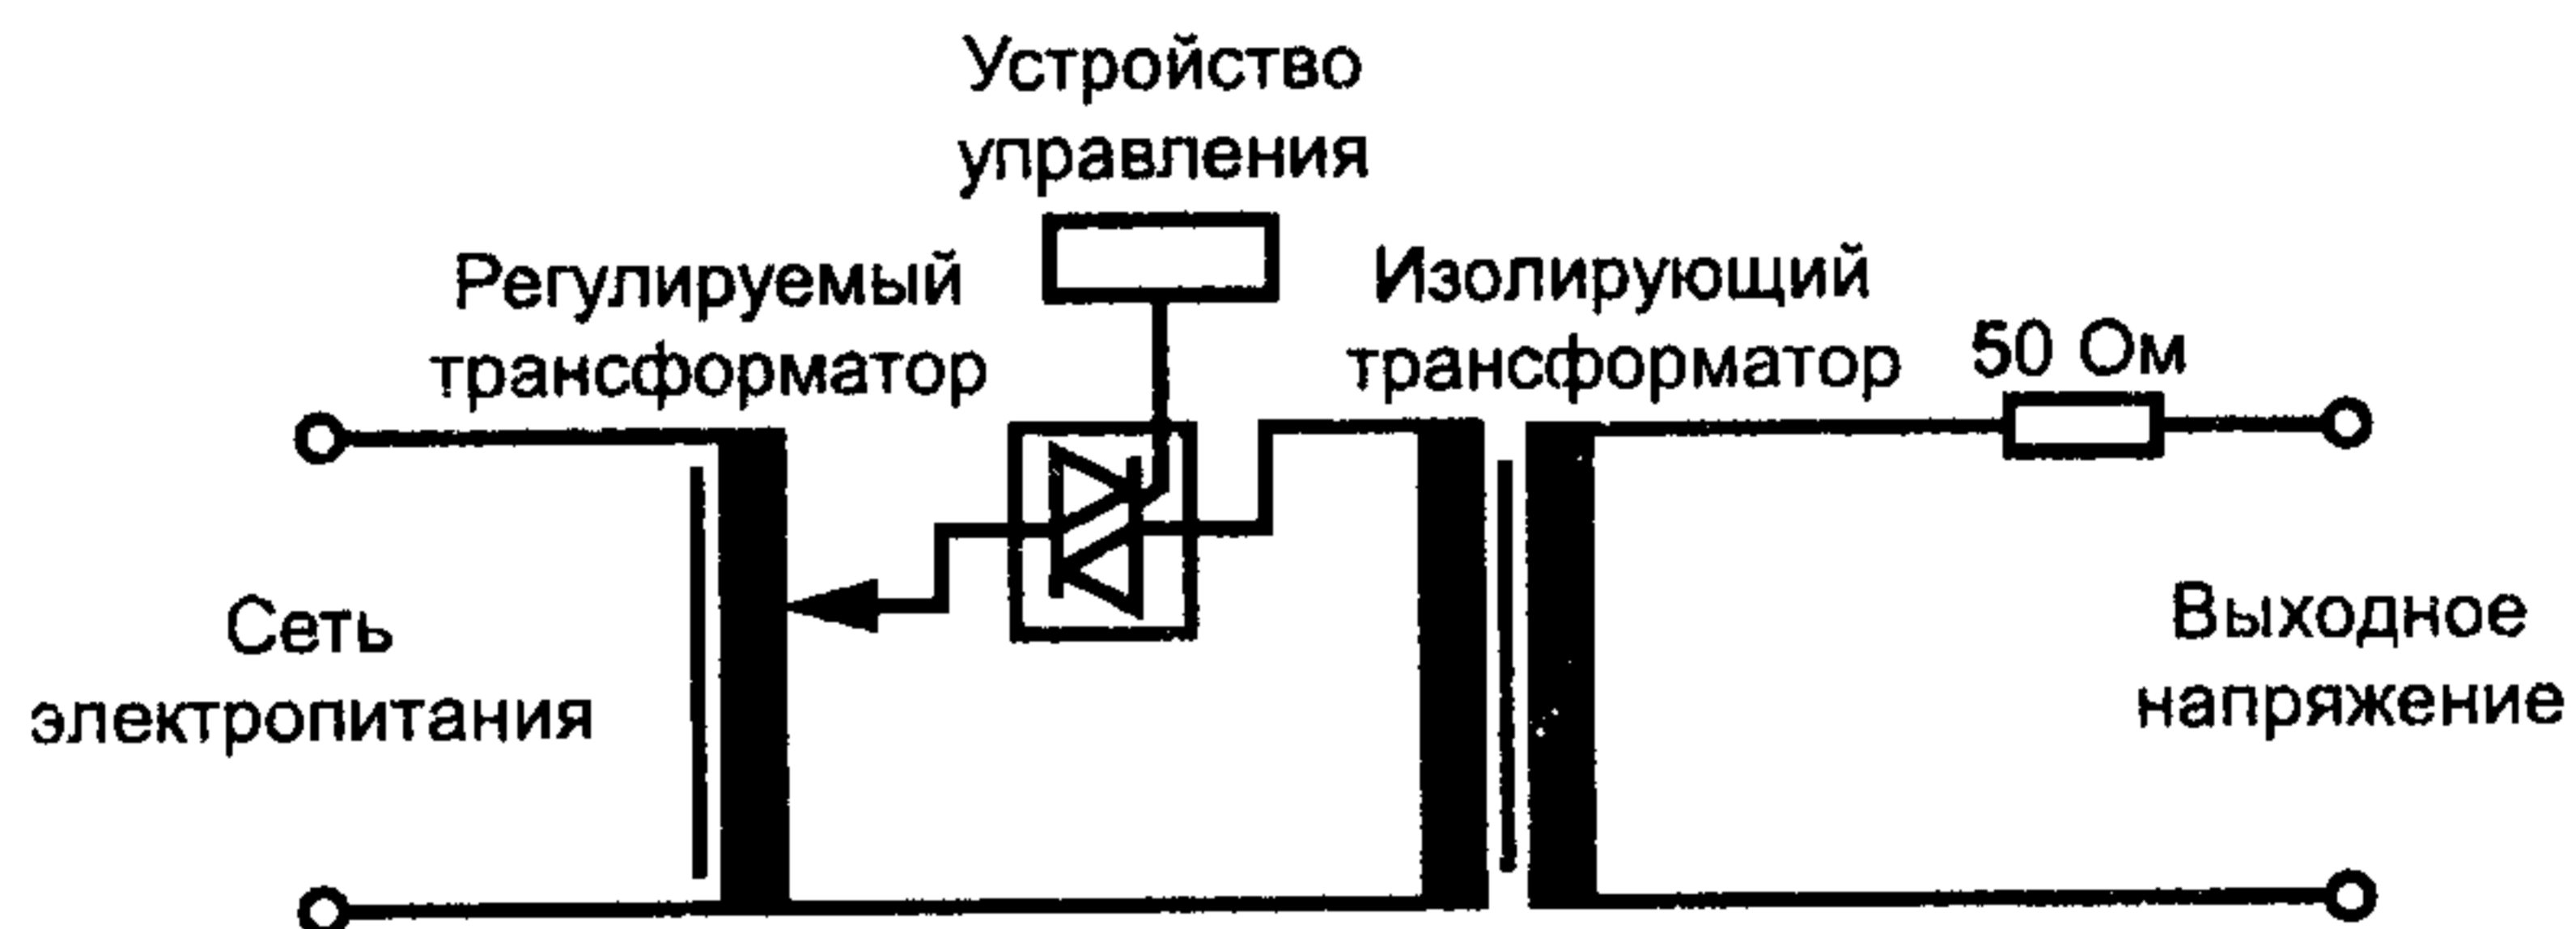 Устройство
управления
Регулируемый
трансформатор
Изолирующий
трансформатор
50 Ом
Сеть
электропитания
Выходное
напряжение